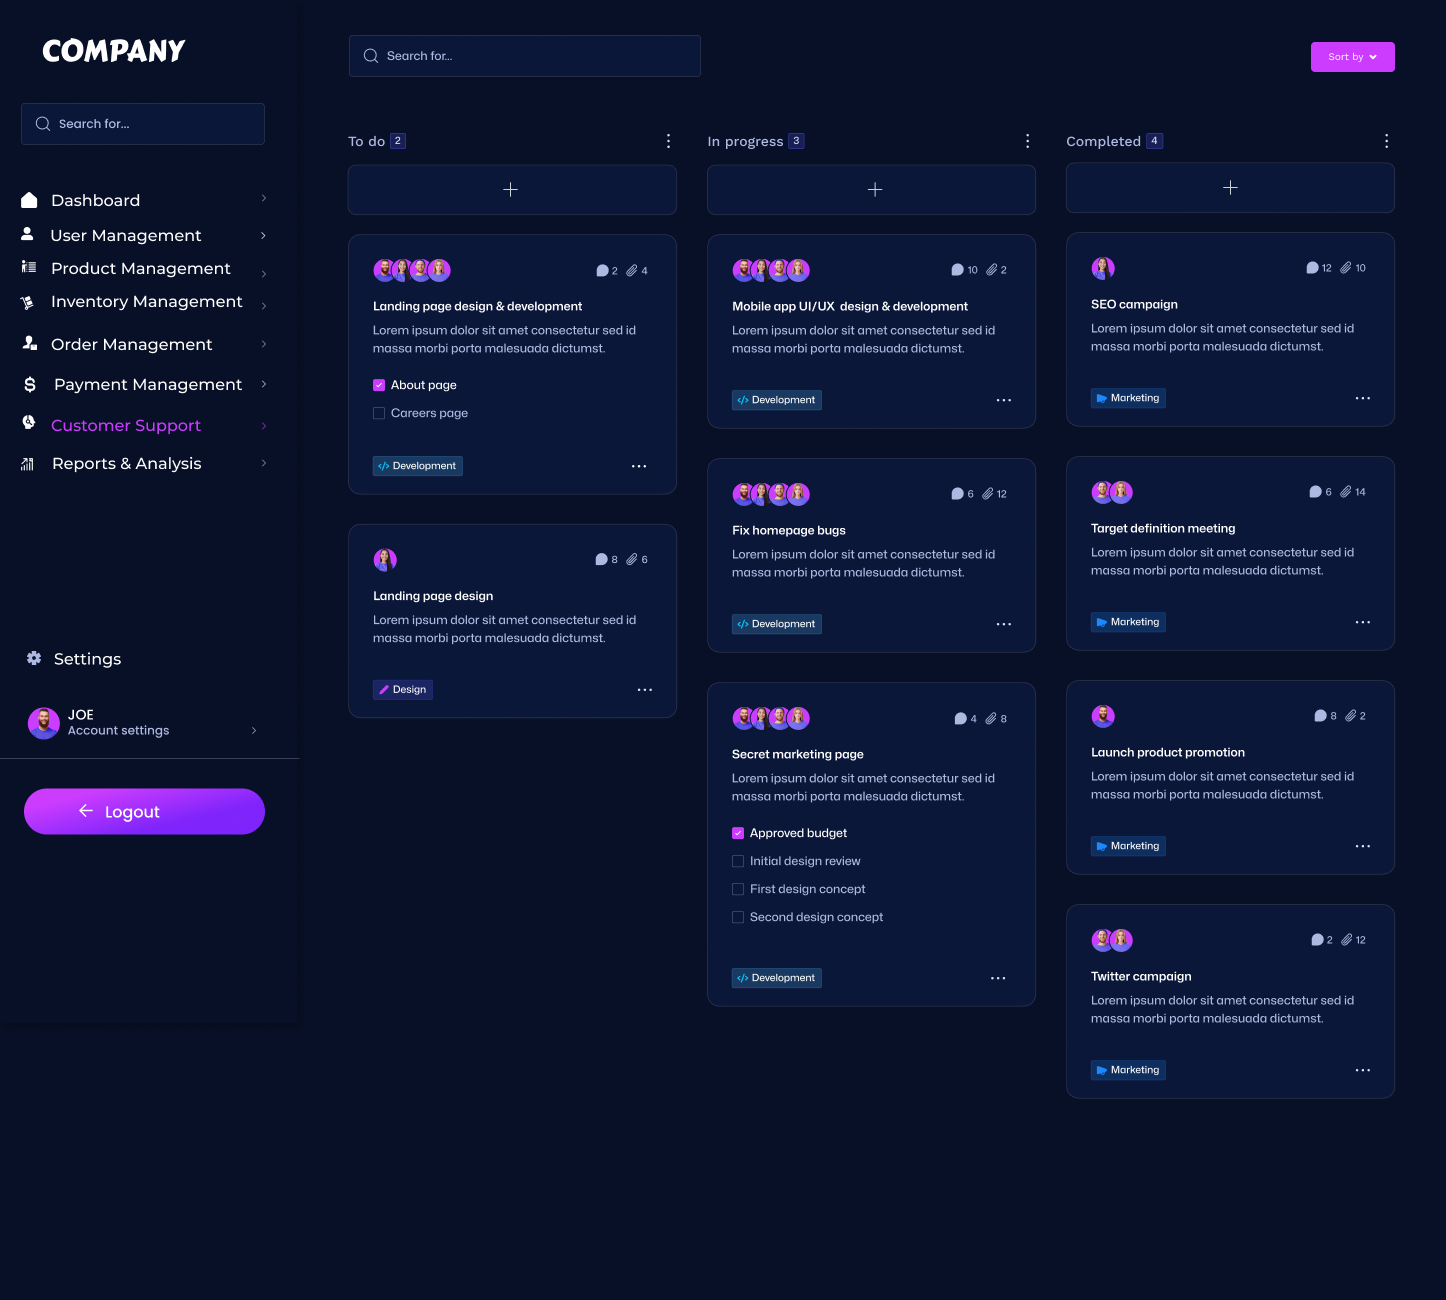 COMPANY
Search for...
Dashboard
User Management
Product Management
Inventory Management
Order Management
Payment Management
Customer Support
Reports & Analysis
Settings
JOE
Account settings
Logout
Search for...
Sort by
To do 2
2 4
Landing page design & development
Lorem ipsum dolor sit amet consectetur sed id
massa morbi porta malesuada dictumst.
About page
Careers page
Development
8 6
Landing page design
Lorem ipsum dolor sit amet consectetur sed id
massa morbi porta malesuada dictumst.
Design
In progress 3
10 2
Mobile app UI/UX design & development
Lorem ipsum dolor sit amet consectetur sed id
massa morbi porta malesuada dictumst.
Development
6 12
Fix homepage bugs
Lorem ipsum dolor sit amet consectetur sed id
massa morbi porta malesuada dictumst.
Development
4 8
Secret marketing page
Lorem ipsum dolor sit amet consectetur sed id
massa morbi porta malesuada dictumst.
Approved budget
Initial design review
First design concept
Second design concept
Development
Completed 4
12 10
SEO campaign
Lorem ipsum dolor sit amet consectetur sed id
massa morbi porta malesuada dictumst.
Marketing
6 14
Target definition meeting
Lorem ipsum dolor sit amet consectetur sed id
massa morbi porta malesuada dictumst.
Marketing
8 2
Launch product promotion
Lorem ipsum dolor sit amet consectetur sed id
massa morbi porta malesuada dictumst.
Marketing
2 12
Twitter campaign
Lorem ipsum dolor sit amet consectetur sed id
massa morbi porta malesuada dictumst.
Marketing